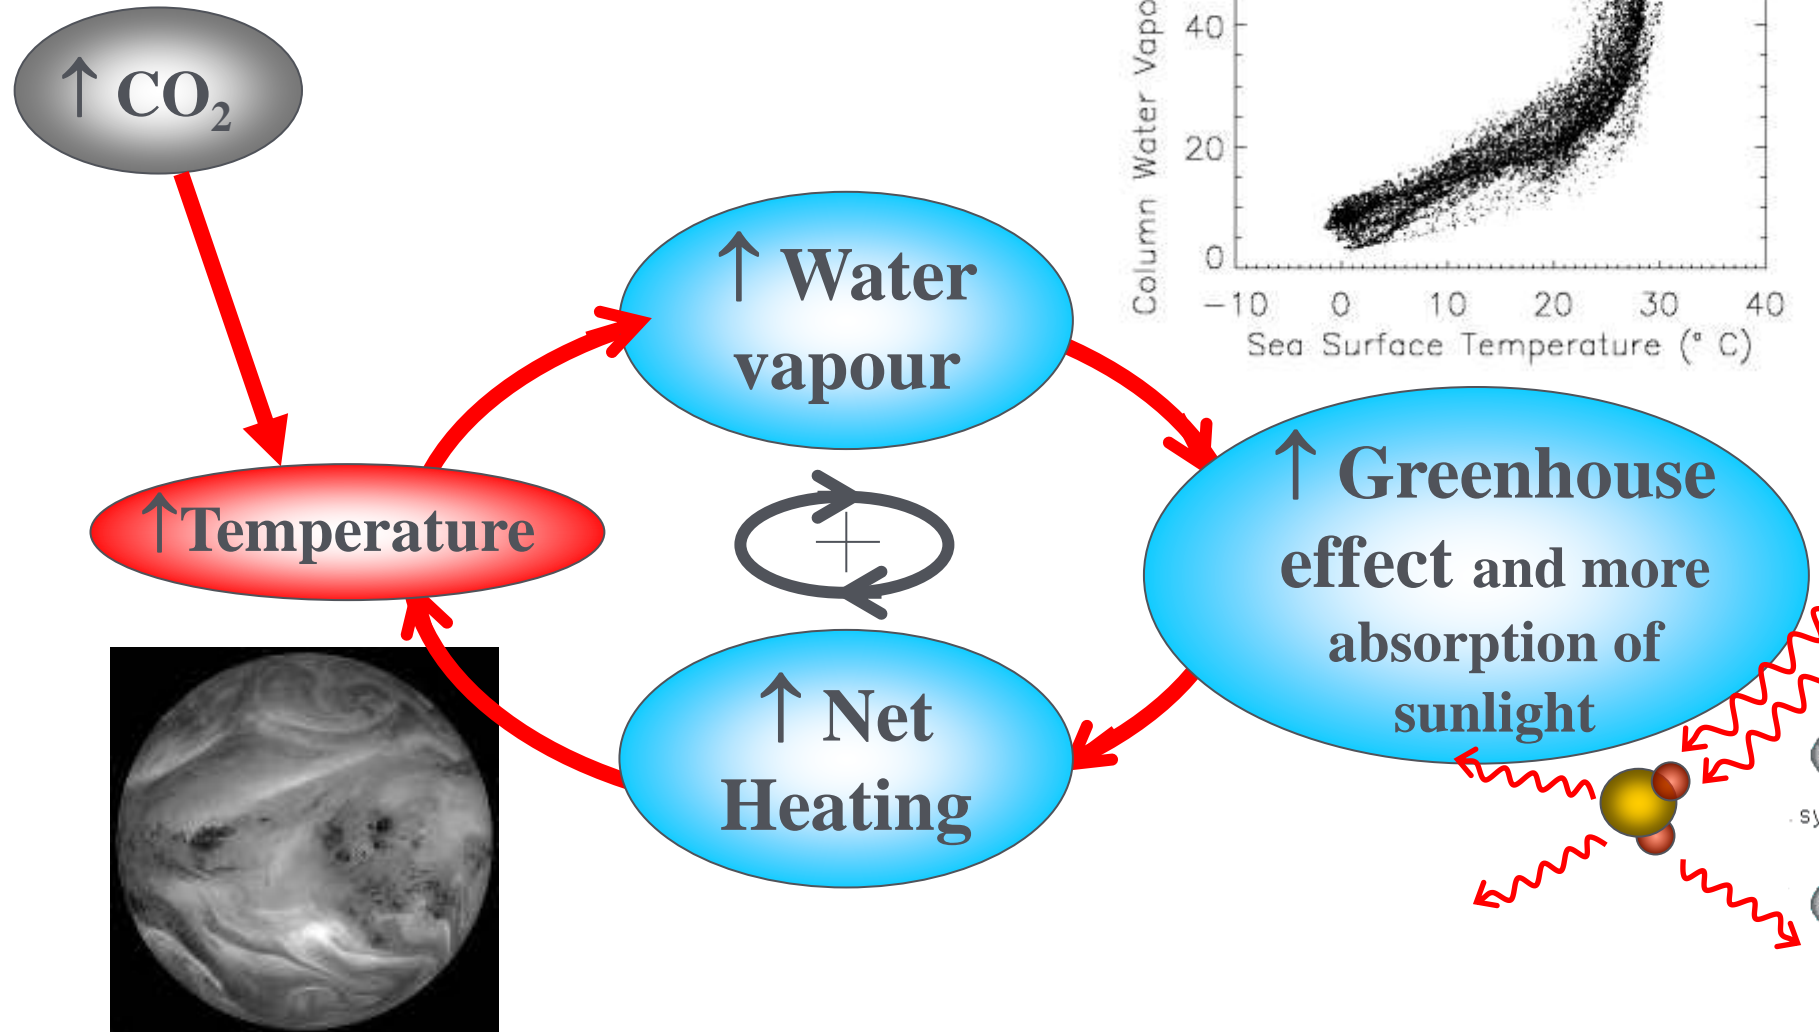 ↑ CO₂
↑Temperature
↑ Water
vapour
+
↑ Greenhouse
effect and more
absorption of
sunlight
↑ Net
Heating
Column Water
40
20
0
−10 0 10 20 30 40
Sea Surface Temperature (° C)